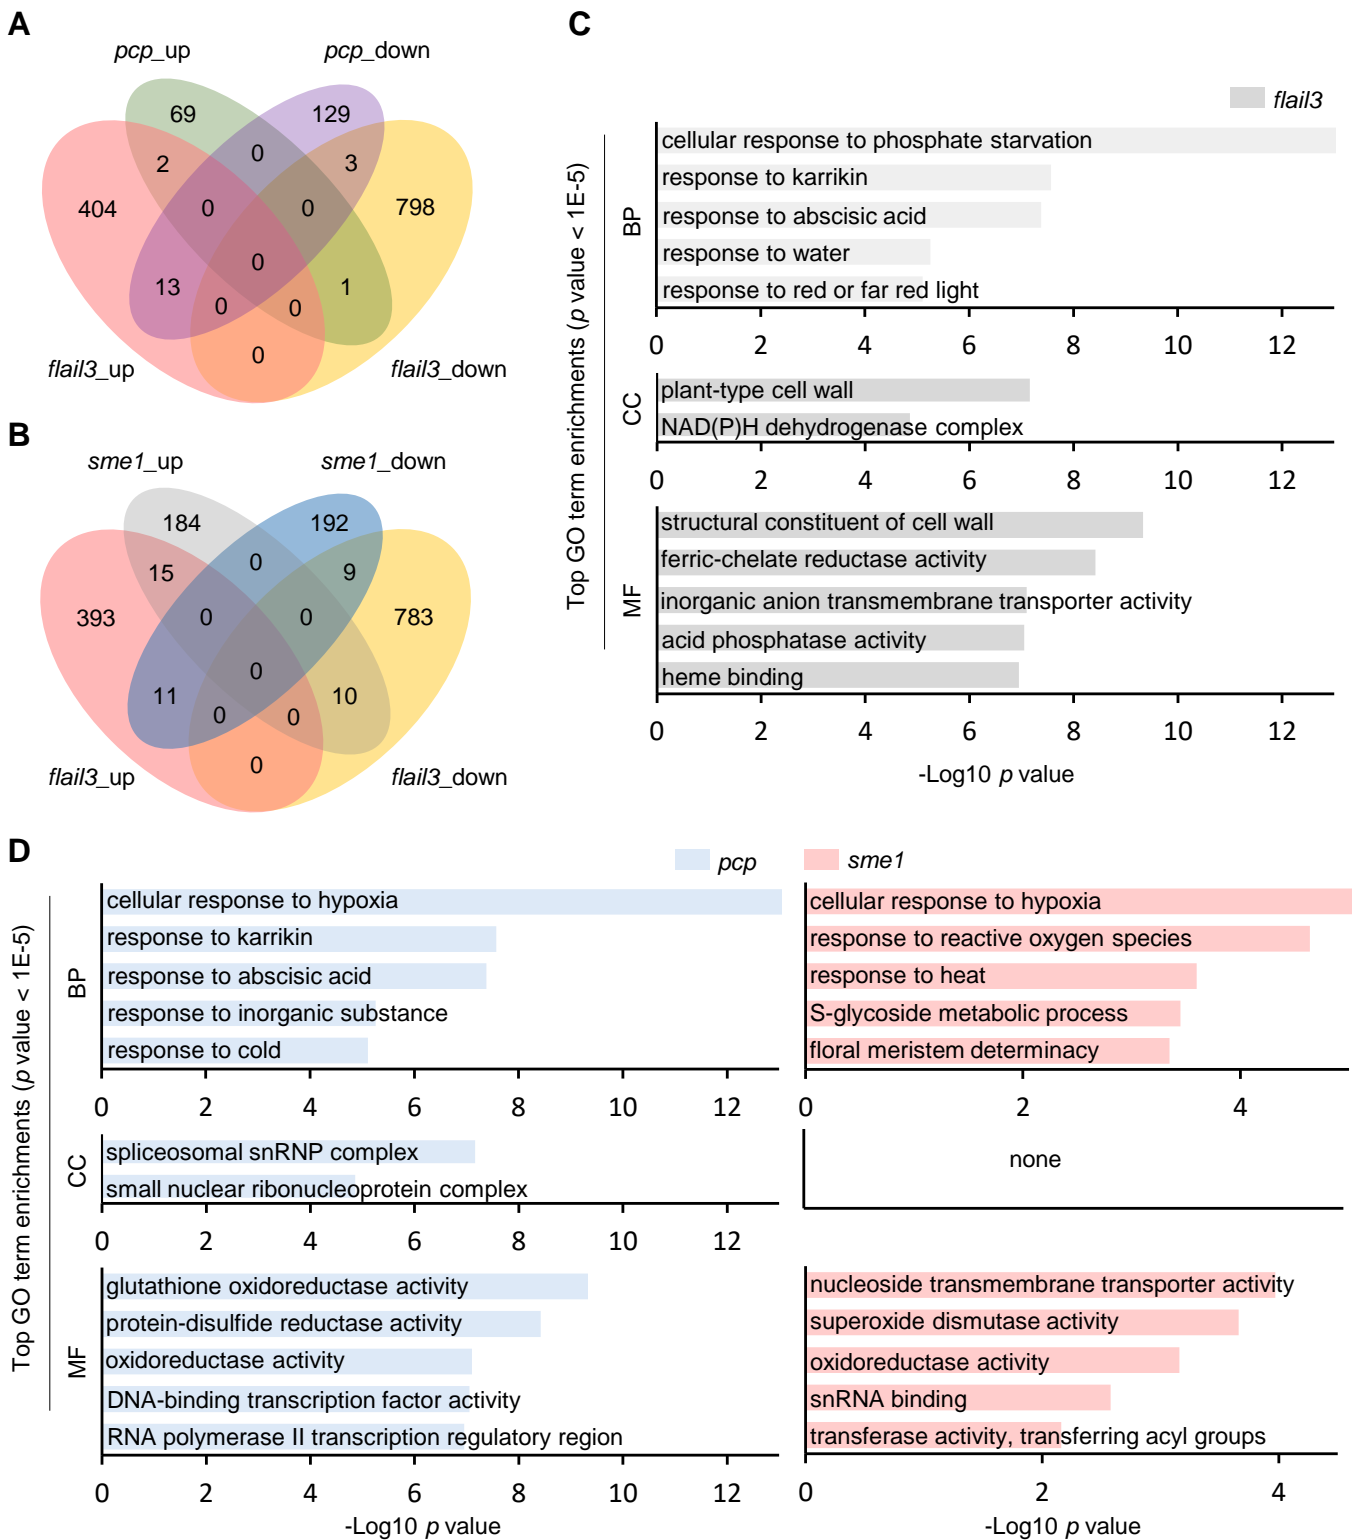 A
pcp_up
pcp_down
69
129
2
0
3
404
0
0
798
0
13
0
0
1
0
flail3_up
flail3_down
B
sme1_up
sme1_down
184
192
15
0
9
393
0
0
783
0
11
0
0
10
0
flail3_up
flail3_down
C
flail3
Top GO term enrichments (p value < 1E-5)
BP
cellular response to phosphate starvation
response to karrikin
response to abscisic acid
response to water
response to red or far red light
0 2 4 6 8 10 12
CC
plant-type cell wall
NAD(P)H dehydrogenase complex
0 2 4 6 8 10 12
MF
structural constituent of cell wall
ferric-chelate reductase activity
inorganic anion transmembrane transporter activity
acid phosphatase activity
heme binding
0 2 4 6 8 10 12
-Log10 p value
D
pcp
Top GO term enrichments (p value < 1E-5)
BP
cellular response to hypoxia
response to karrikin
response to abscisic acid
response to inorganic substance
response to cold
0 2 4 6 8 10 12
CC
spliceosomal snRNP complex
small nuclear ribonucleoprotein complex
0 2 4 6 8 10 12
MF
glutathione oxidoreductase activity
protein-disulfide reductase activity
oxidoreductase activity
DNA-binding transcription factor activity
RNA polymerase II transcription regulatory region
0 2 4 6 8 10 12
-Log10 p value
sme1
cellular response to hypoxia
response to reactive oxygen species
response to heat
S-glycoside metabolic process
floral meristem determinacy
0 2 4
none
nucleoside transmembrane transporter activity
superoxide dismutase activity
oxidoreductase activity
snRNA binding
transferase activity, transferring acyl groups
0 2 4
-Log10 p value